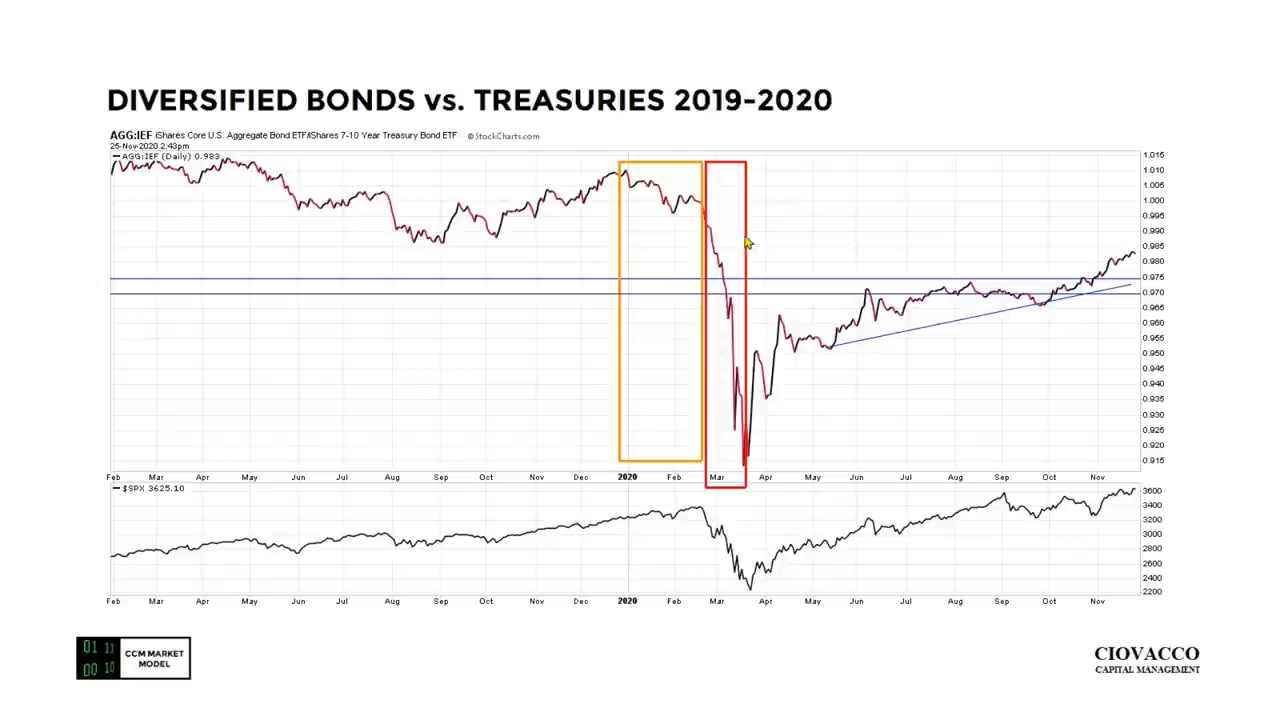 DIVERSIFIED BONDS vs. TREASURIES 2019-2020
AGG:IEF iShares Core U.S. Aggregate Bond ETF/iShares 7-10 Year Treasury Bond ETF © StockCharts.com
25-Nov-2020 2:43pm
AGG:IEF (Daily) 0.983
1.015
1.010
1.005
1.000
0.995
0.990
0.985
0.980
0.975
0.970
0.965
0.960
0.955
0.950
0.945
0.940
0.935
0.930
0.925
0.920
0.915
Feb Mar Apr May Jun Jul Aug Sep Oct Nov Dec 2020 Feb Mar Apr May Jun Jul Aug Sep Oct Nov
$SPX 3625.10
3600
3400
3200
3000
2800
2600
2400
2200
Feb Mar Apr May Jun Jul Aug Sep Oct Nov Dec 2020 Feb Mar Apr May Jun Jul Aug Sep Oct Nov
01 11
00 10
CCM MARKET
MODEL
CIOVACCO
CAPITAL MANAGEMENT